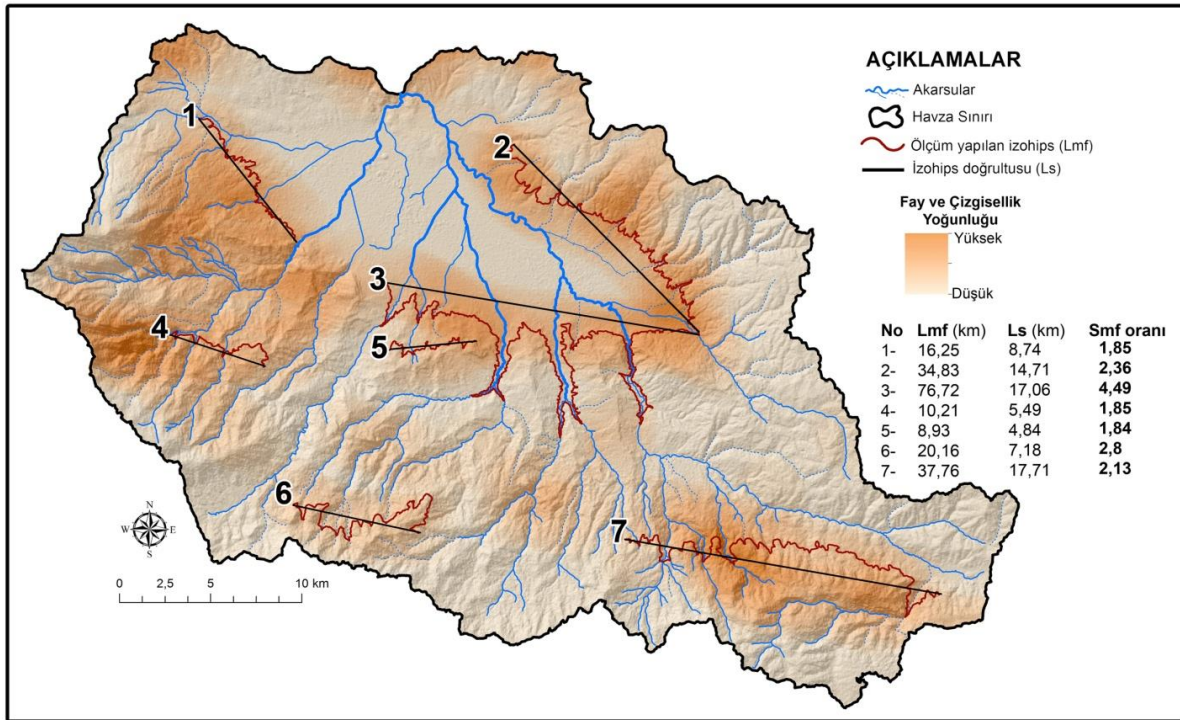 AÇIKLAMALAR
Akarsular
Havza Sınırı
Ölçüm yapılan izohips (Lmf)
İzohips doğrultusu (Ls)
Fay ve Çizgisellik
Yoğunluğu
Yüksek
Düşük
No Lmf (km) Ls (km) Smf oranı
1- 16,25 8,74 1,85
2- 34,83 14,71 2,36
3- 76,72 17,06 4,49
4- 10,21 5,49 1,85
5- 8,93 4,84 1,84
6- 20,16 7,18 2,8
7- 37,76 17,71 2,13
1
2
3
4
5
6
7
N
W E
S
0 2,5 5 10 km